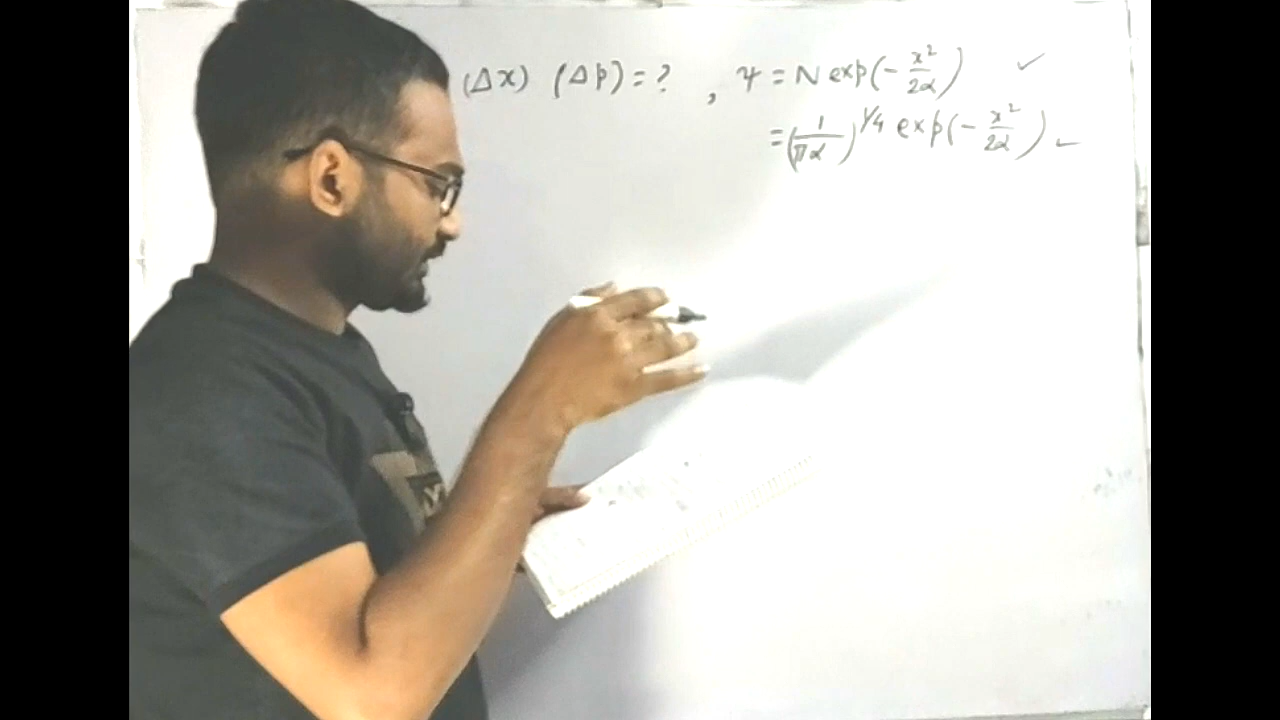 (Δx) (Δp) = ? , ψ = N exp(- x²/2α) ✓
= (1/πα)^1/4 exp(- x²/2α) ✓